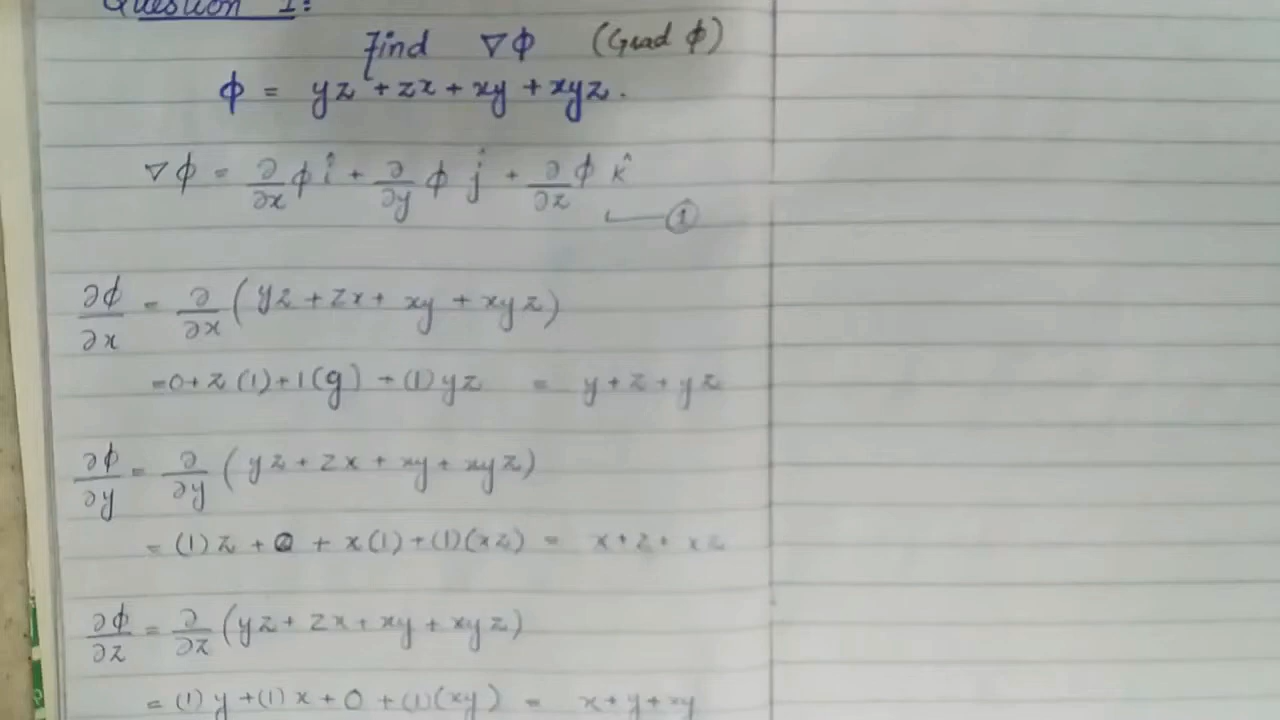 Question 1:
Find ∇ϕ (Grad ϕ)
ϕ = yz + zx + xy + xyz.
∇ϕ = ∂/∂x ϕ î + ∂/∂y ϕ ĵ + ∂/∂z ϕ k̂
①
∂ϕ/∂x = ∂/∂x (yz + zx + xy + xyz)
= 0 + z(1) + 1(y) + (1)yz = y + z + yz
∂ϕ/∂y = ∂/∂y (yz + zx + xy + xyz)
= (1)z + 0 + x(1) + (1)(xz) = x + z + xz
∂ϕ/∂z = ∂/∂z (yz + zx + xy + xyz)
= (1)y + (1)x + 0 + (1)(xy) = x + y + xy